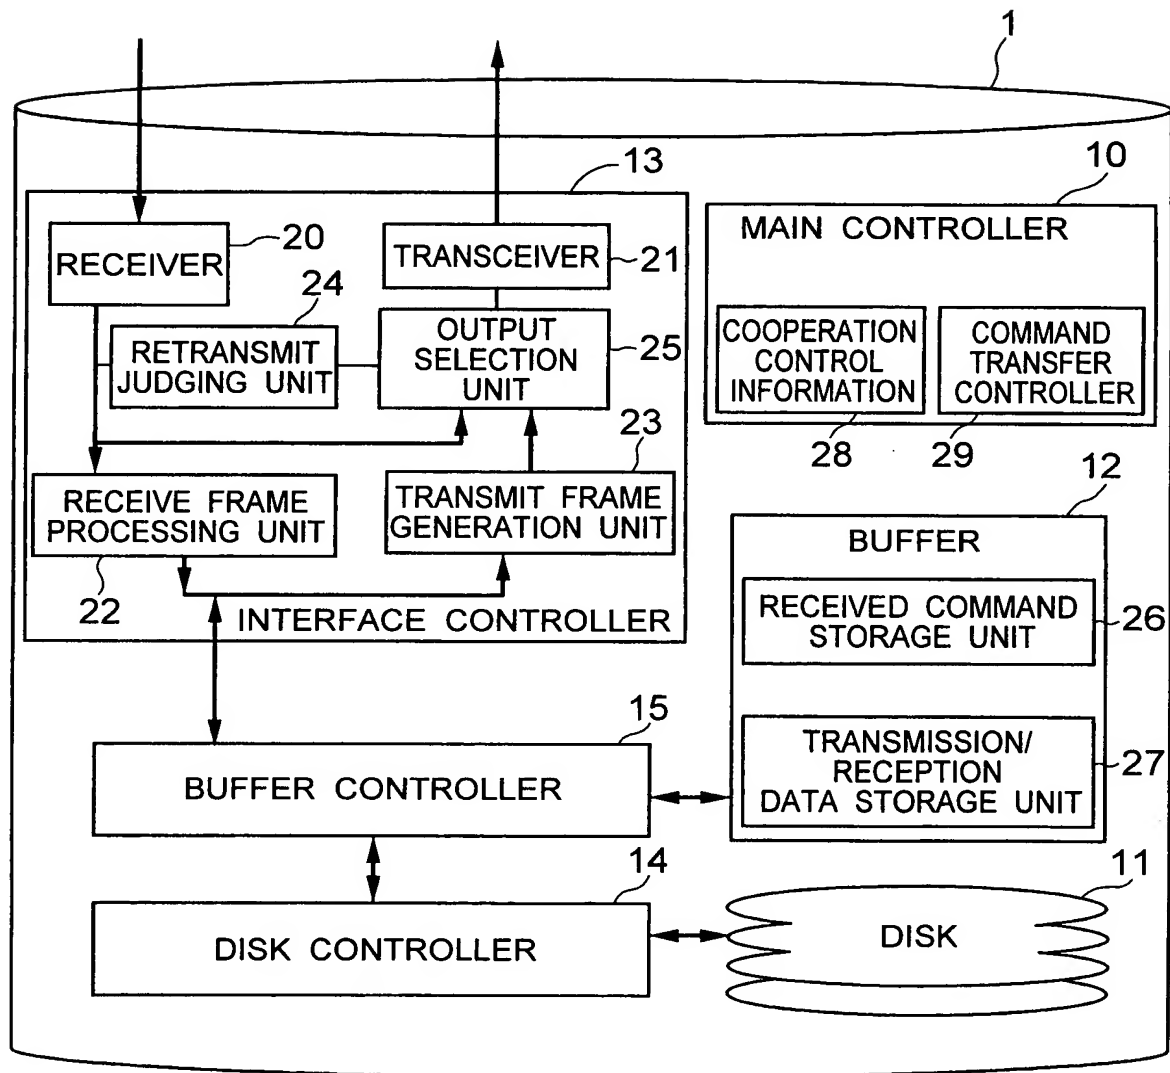 1
13
10
RECEIVER
20
TRANSCEIVER
21
MAIN CONTROLLER
24
RETRANSMIT
JUDGING UNIT
OUTPUT
SELECTION
UNIT
25
COOPERATION
CONTROL
INFORMATION
COMMAND
TRANSFER
CONTROLLER
28
29
23
RECEIVE FRAME
PROCESSING UNIT
TRANSMIT FRAME
GENERATION UNIT
22
INTERFACE CONTROLLER
12
BUFFER
RECEIVED COMMAND
STORAGE UNIT
26
15
BUFFER CONTROLLER
TRANSMISSION/
RECEPTION
DATA STORAGE UNIT
27
14
DISK CONTROLLER
11
DISK